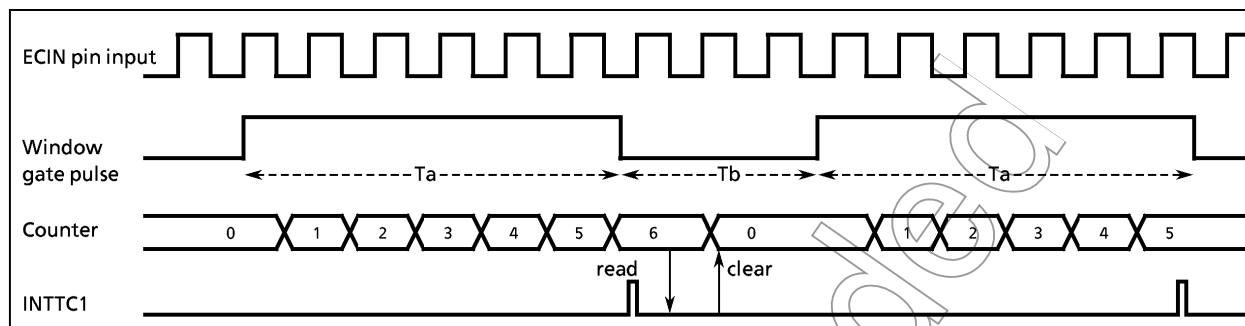 ECIN pin input
Window
gate pulse
Ta Tb Ta
Counter
0 1 2 3 4 5 6 0 1 2 3 4 5
read clear
INTTC1
ded